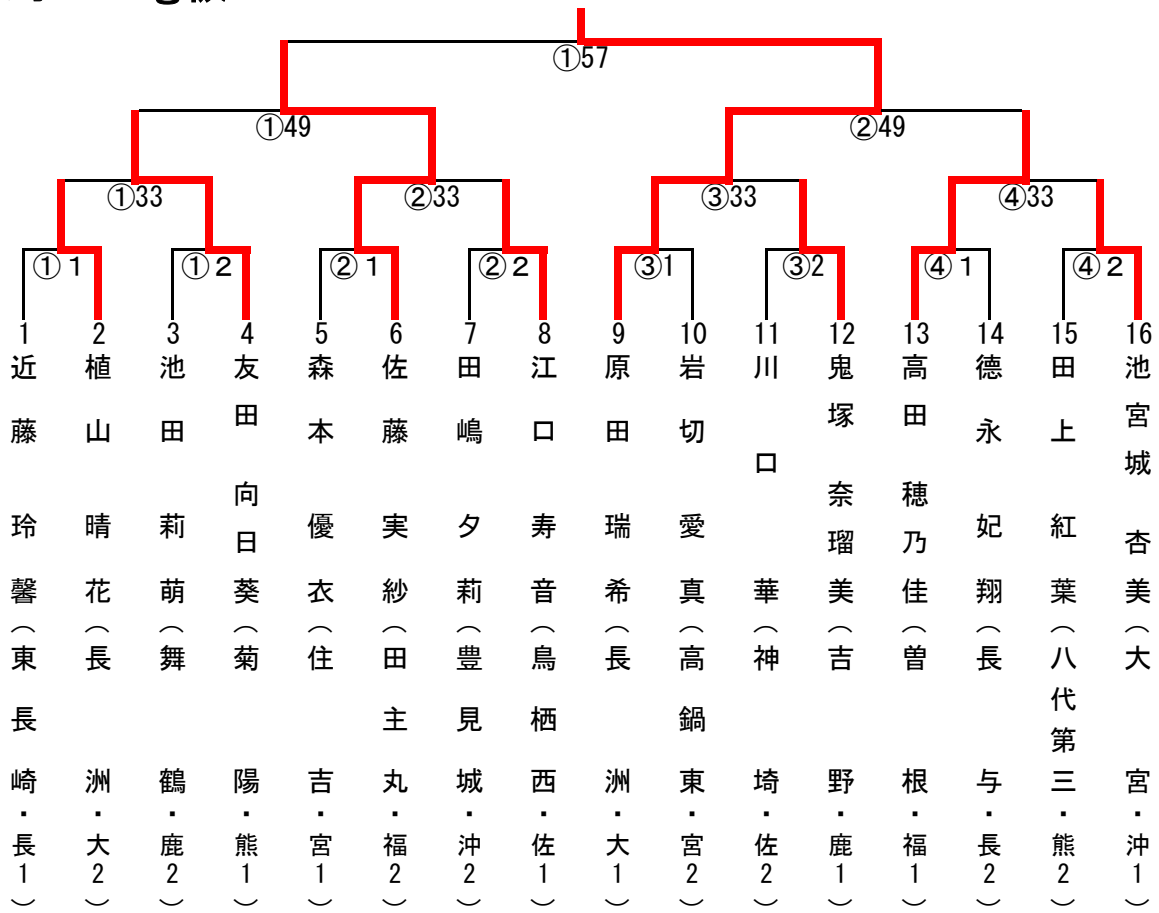 ①57
①49
②49
①33
②33
③33
④33
①1
①2
②1
②2
③1
③2
④1
④2
1 近藤 玲馨（東長崎・長1）
2 植山 晴花（長洲・大2）
3 池田 莉萌（舞鶴・鹿2）
4 友田 向日葵（菊陽・熊1）
5 森本 優衣（住吉・宮1）
6 佐藤 実紗（田主丸・福2）
7 田嶋 夕莉（豊見城・沖2）
8 江口 寿音（鳥栖西・佐1）
9 原田 瑞希（長洲・大1）
10 岩切 愛真（高鍋東・宮2）
11 川口 華（神埼・佐2）
12 鬼塚 奈瑠美（吉野・鹿1）
13 高田 穂乃佳（曽根・福1）
14 德永 妃翔（長与・長2）
15 田上 紅葉（八代第三・熊2）
16 池宮城 杏美（大宮・沖1）